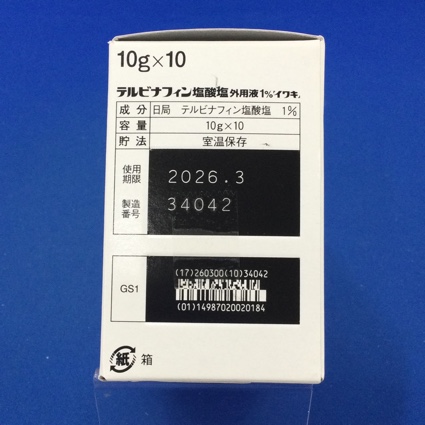 10g×10
テルビナフィン塩酸塩外用液1%「イワキ」
成分 日局 テルビナフィン塩酸塩 1%
容量 10g×10
貯法 室温保存
使用期限 2026.3
製造番号 34042
(17)260300(10)34042
GS1
(01)14987020020184
紙 箱